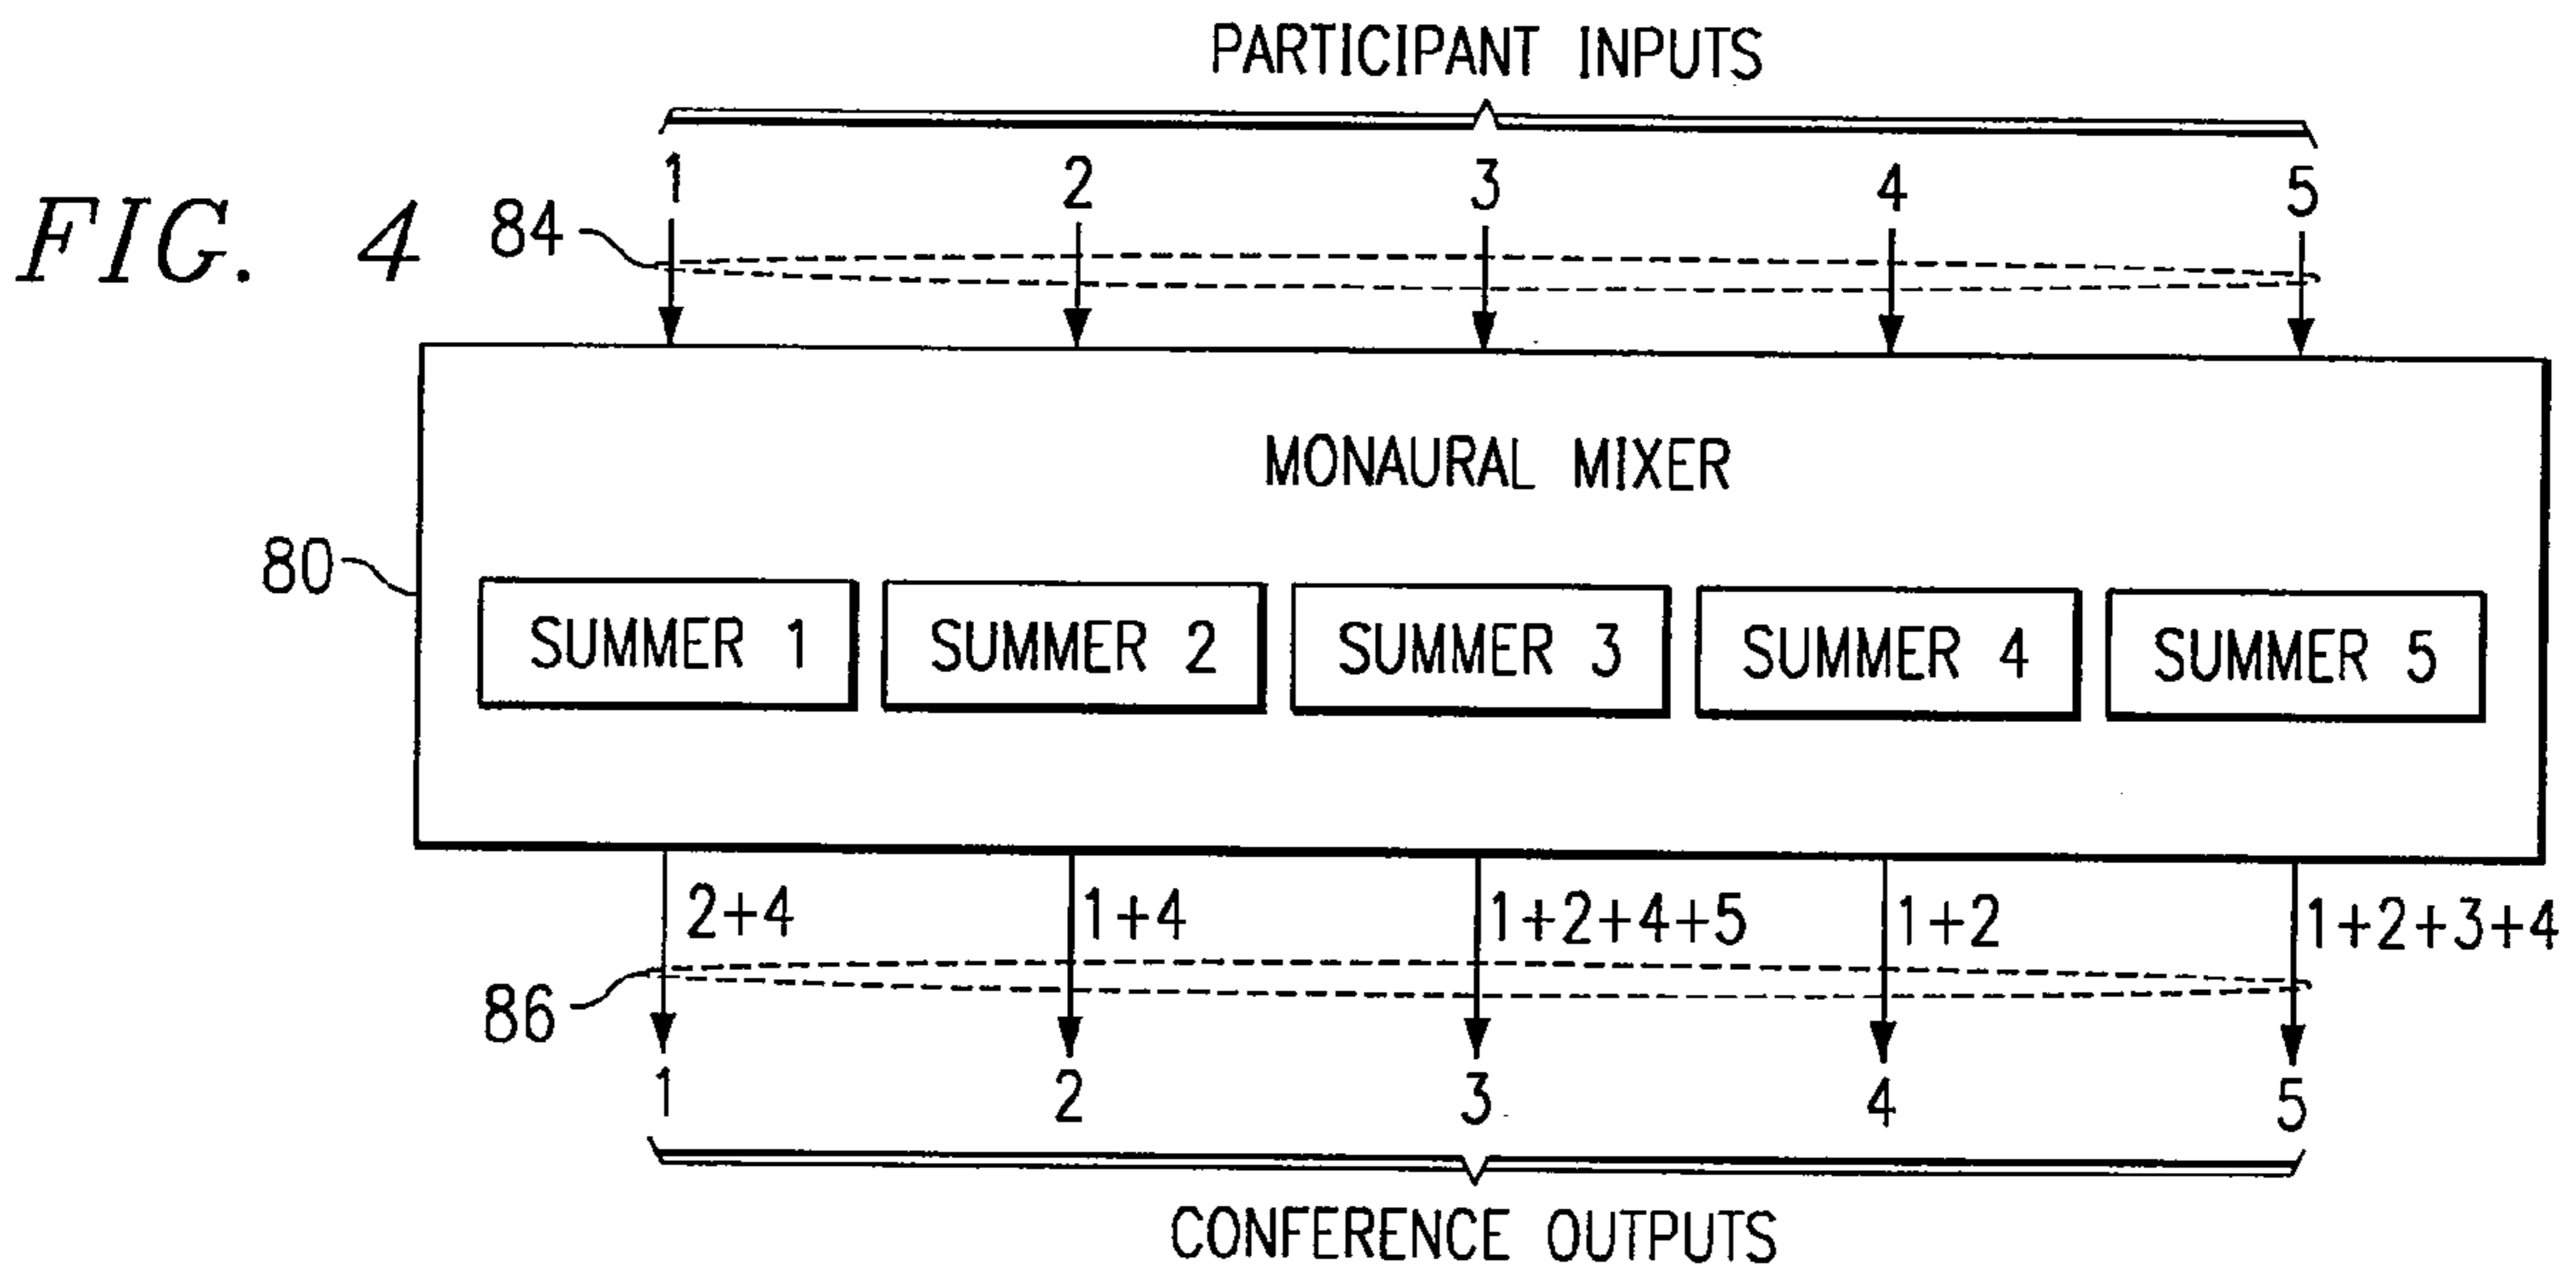 PARTICIPANT INPUTS
1 2 3 4 5
FIG. 4
84
MONAURAL MIXER
80
SUMMER 1 SUMMER 2 SUMMER 3 SUMMER 4 SUMMER 5
2+4 1+4 1+2+4+5 1+2 1+2+3+4
86
1 2 3 4 5
CONFERENCE OUTPUTS